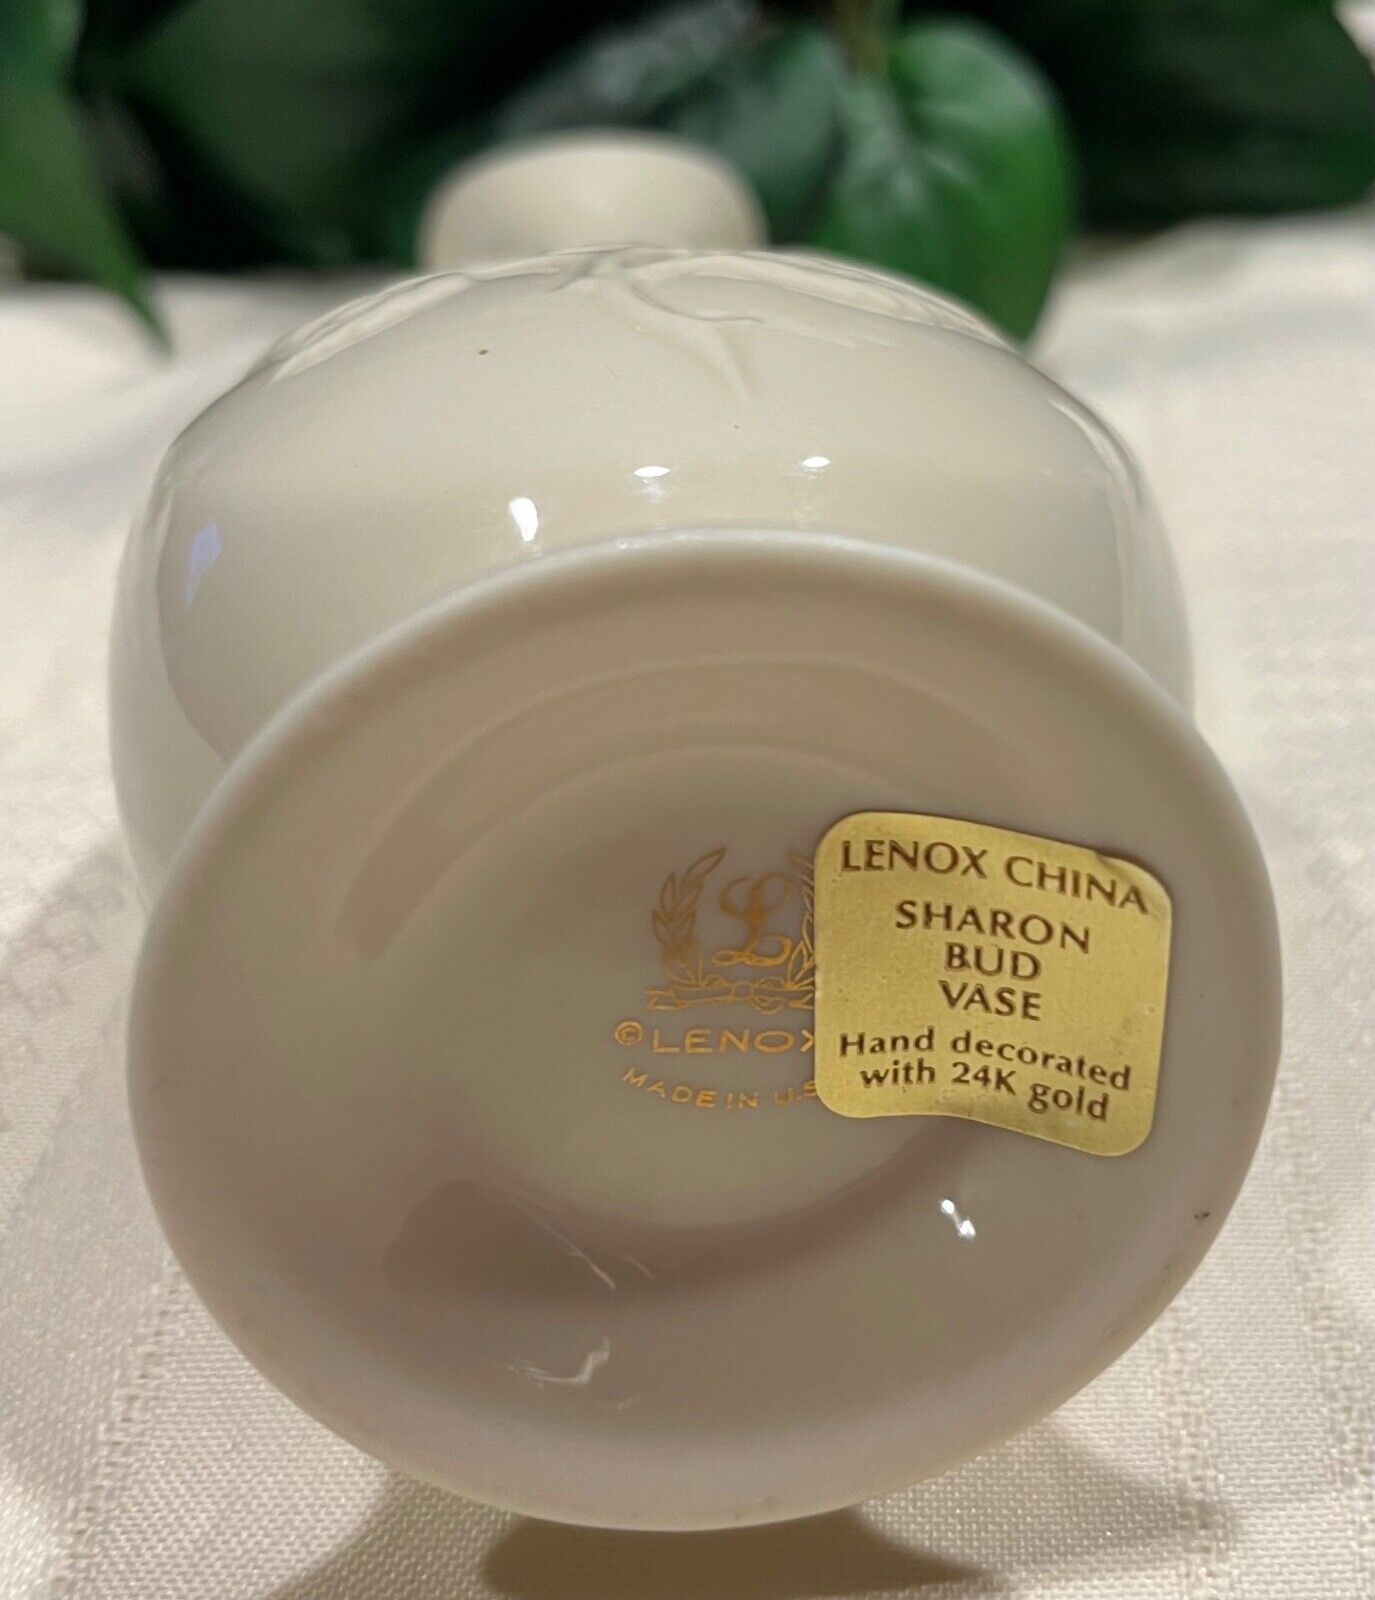 L
©LENOX
MADE IN U.S
LENOX CHINA
SHARON
BUD
VASE
Hand decorated
with 24K gold